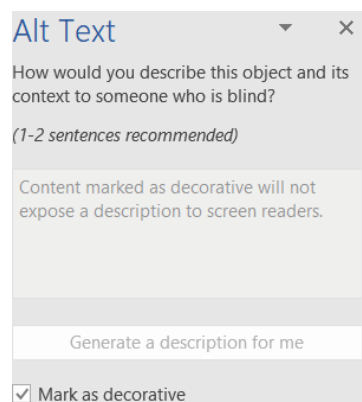 Alt Text
How would you describe this object and its
context to someone who is blind?
(1-2 sentences recommended)
Content marked as decorative will not
expose a description to screen readers.
Generate a description for me
Mark as decorative